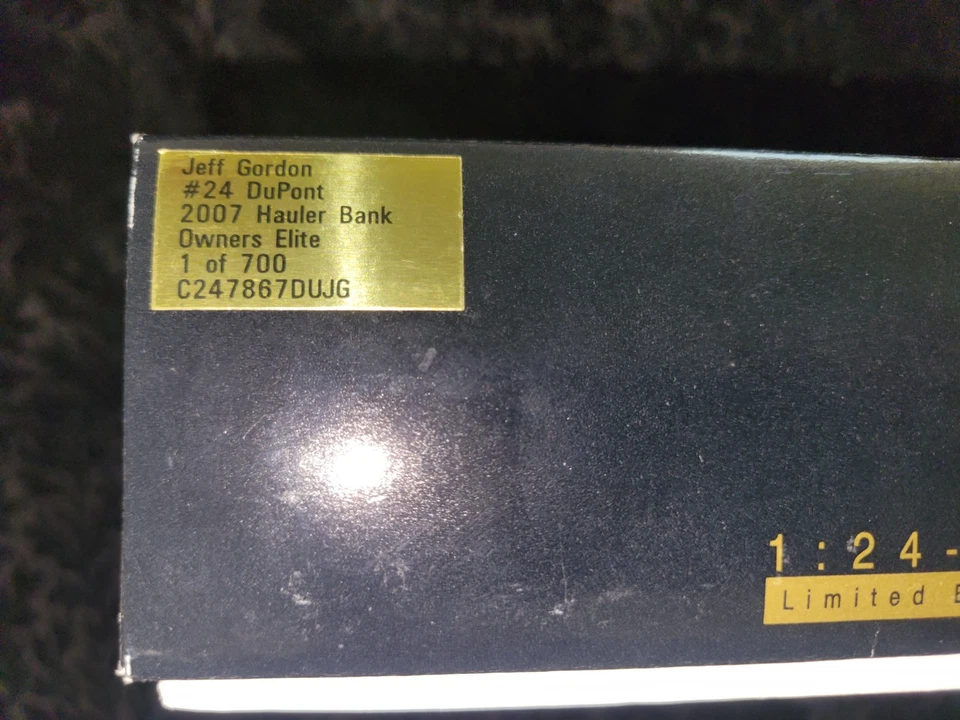 Jeff Gordon
#24 DuPont
2007 Hauler Bank
Owners Elite
1 of 700
C247867DUJG
1:24-
Limited E